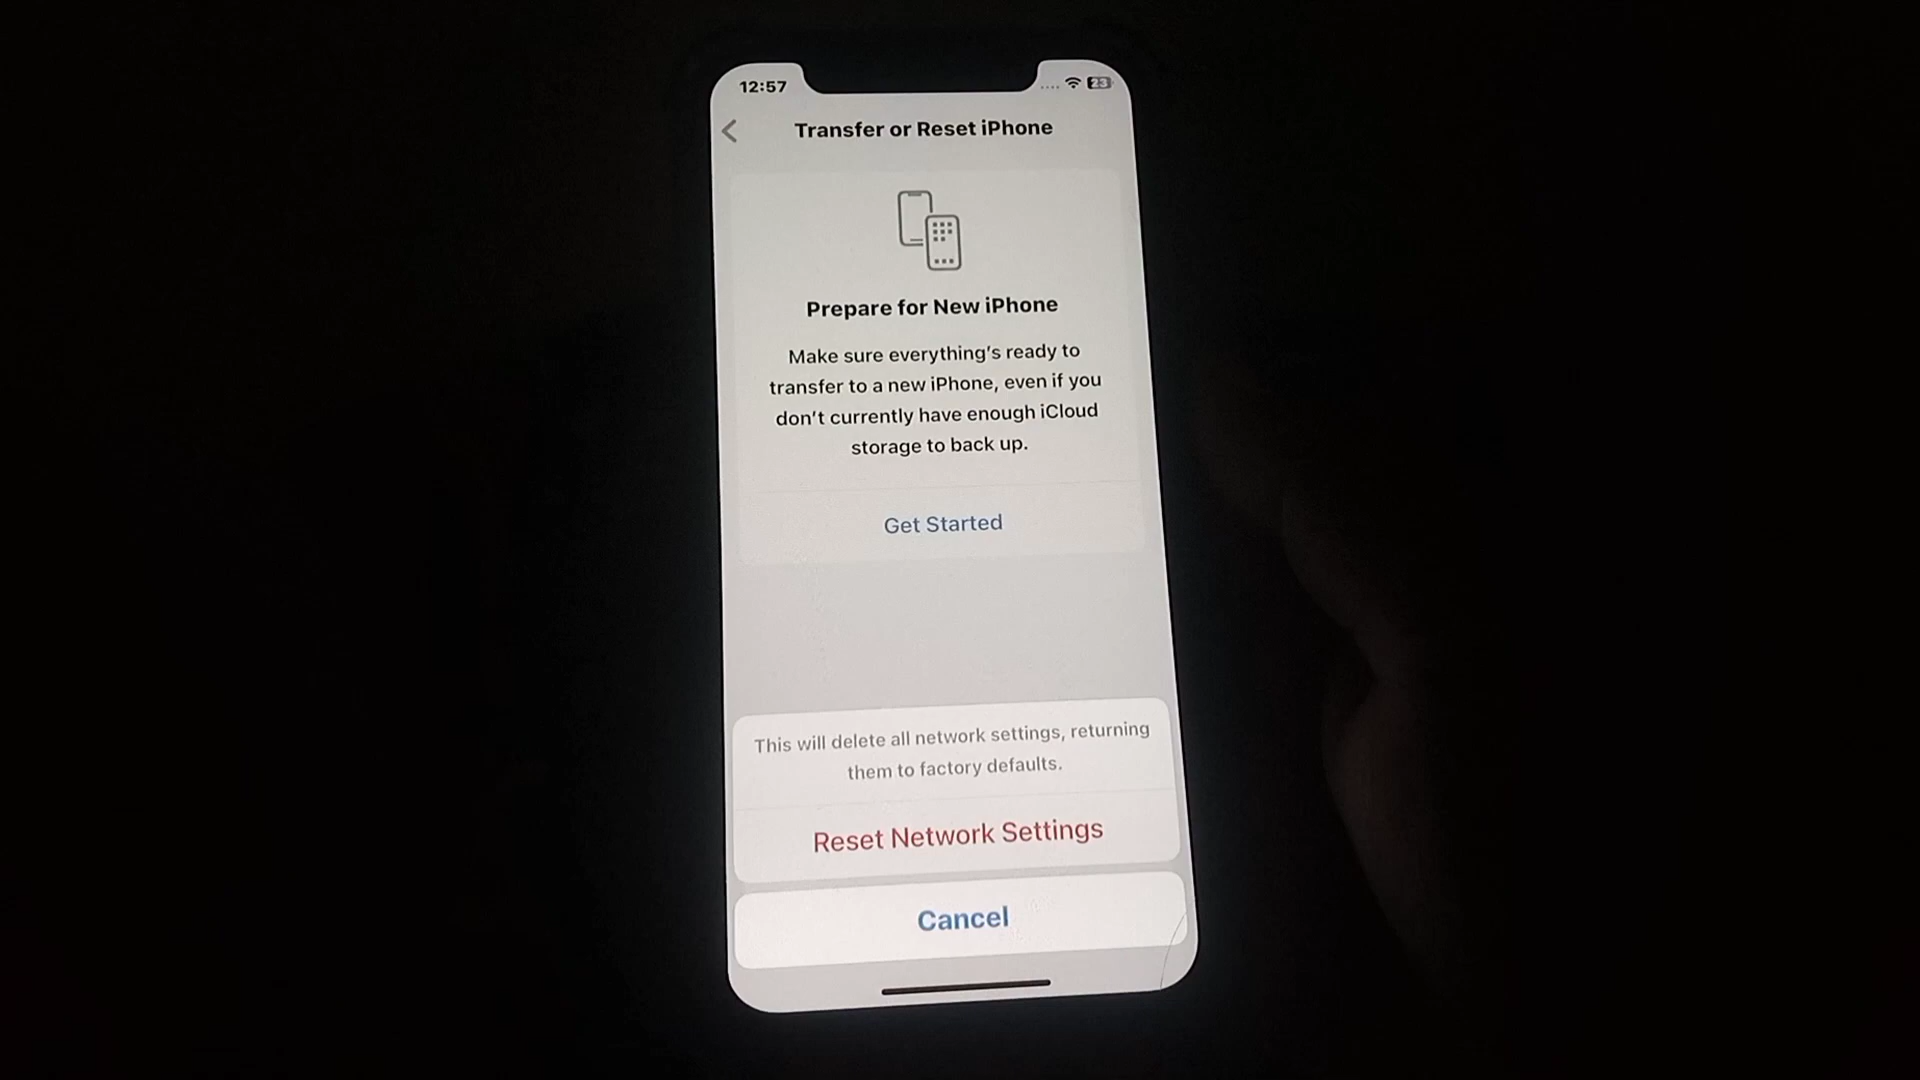 12:57
23
Transfer or Reset iPhone
Prepare for New iPhone
Make sure everything's ready to
transfer to a new iPhone, even if you
don't currently have enough iCloud
storage to back up.
Get Started
This will delete all network settings, returning
them to factory defaults.
Reset Network Settings
Cancel